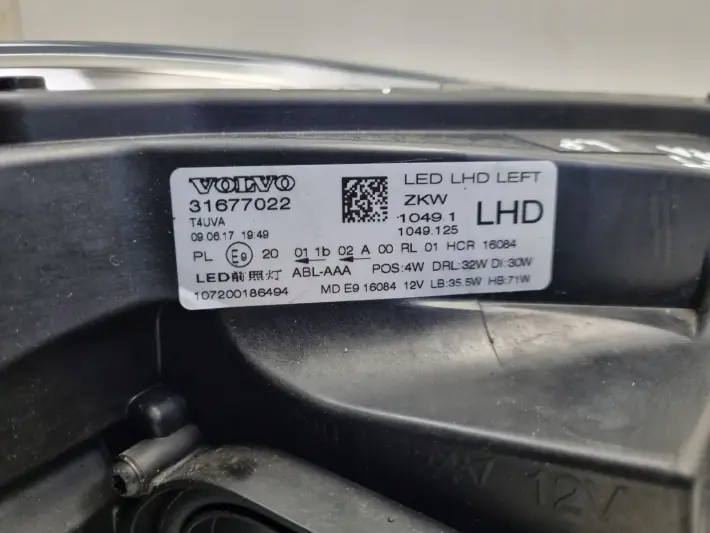 VOLVO
31677022
T4UVA
09.06.17 19:49
LED LHD LEFT
ZKW
1049.1
1049.125
LHD
PL E9 20 01 1b 02 A 00 RL 01 HCR 16084
LED前照灯 ABL-AAA POS:4W DRL:32W DI:30W
107200186494 MD E9 16084 12V LB:35.5W HB:71W
12V